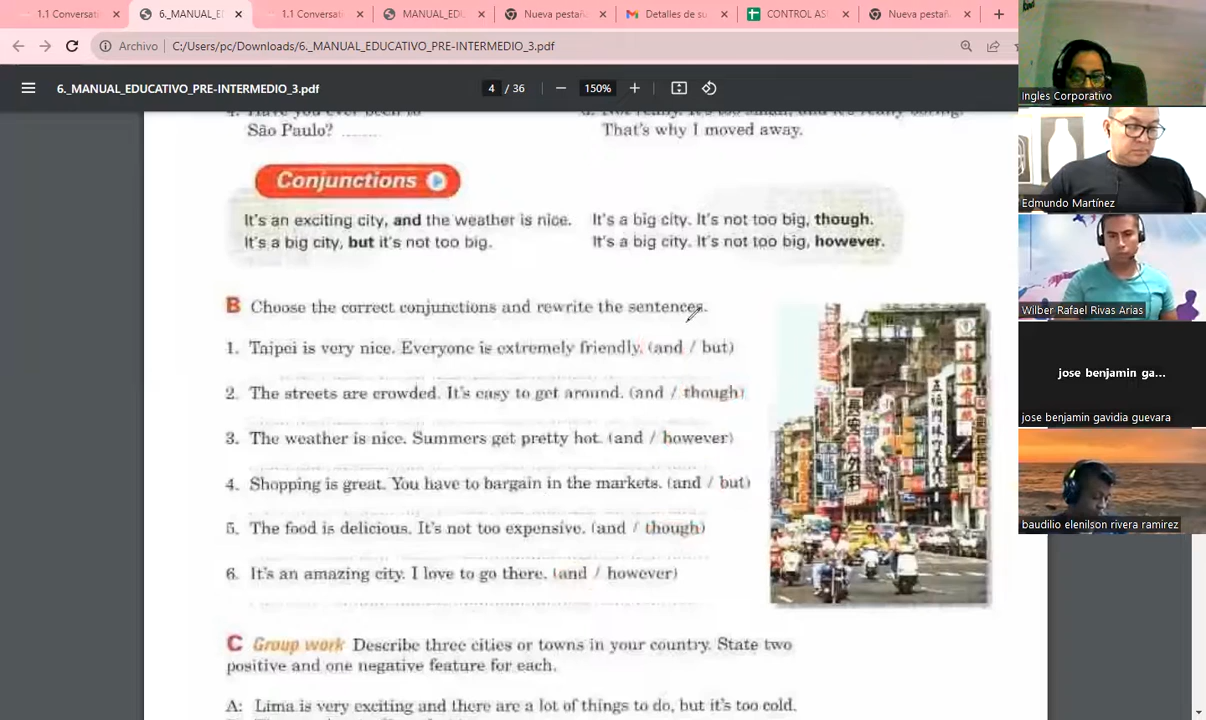 1.1 Conversati
6._MANUAL_EDU
1.1 Conversati
MANUAL_EDU
Nueva pestañ
Detalles de su
CONTROL ASI
Nueva pestañ
Archivo
C:/Users/pc/Downloads/6._MANUAL_EDUCATIVO_PRE-INTERMEDIO_3.pdf
6._MANUAL_EDUCATIVO_PRE-INTERMEDIO_3.pdf
4 / 36
150%
São Paulo?
That's why I moved away.
Conjunctions
It's an exciting city, and the weather is nice.
It's a big city, but it's not too big.
It's a big city. It's not too big, though.
It's a big city. It's not too big, however.
B Choose the correct conjunctions and rewrite the sentences.
1. Taipei is very nice. Everyone is extremely friendly. (and / but)
2. The streets are crowded. It's easy to get around. (and / though)
3. The weather is nice. Summers get pretty hot. (and / however)
4. Shopping is great. You have to bargain in the markets. (and / but)
5. The food is delicious. It's not too expensive. (and / though)
6. It's an amazing city. I love to go there. (and / however)
C Group work Describe three cities or towns in your country. State two
positive and one negative feature for each.
A: Lima is very exciting and there are a lot of things to do, but it's too cold.
Ingles Corporativo
Edmundo Martínez
Wilber Rafael Rivas Arias
jose benjamin ga...
jose benjamin gavidia guevara
baudilio elenilson rivera ramirez